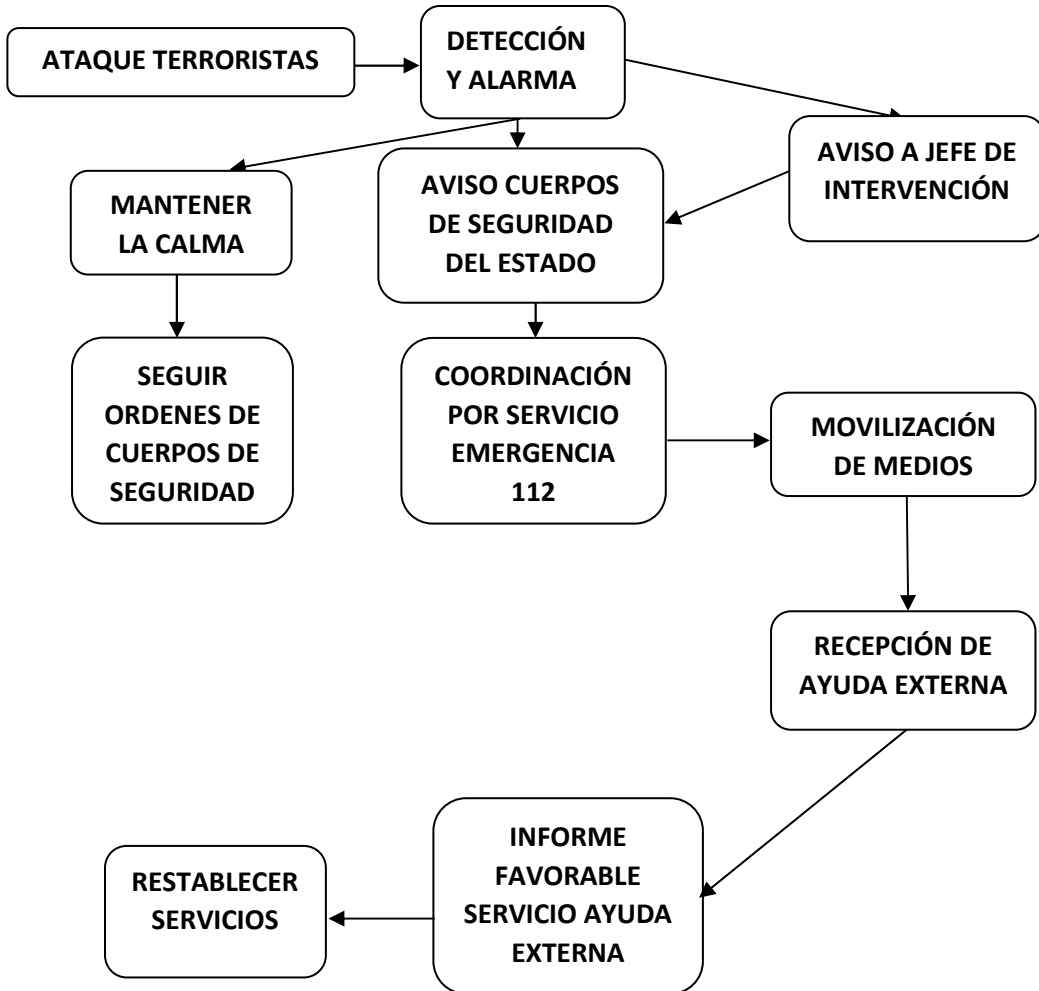 ATAQUE TERRORISTAS
DETECCIÓN
Y ALARMA
AVISO A JEFE DE
INTERVENCIÓN
MANTENER
LA CALMA
AVISO CUERPOS
DE SEGURIDAD
DEL ESTADO
SEGUIR
ORDENES DE
CUERPOS DE
SEGURIDAD
COORDINACIÓN
POR SERVICIO
EMERGENCIA
112
MOVILIZACIÓN
DE MEDIOS
RECEPCIÓN DE
AYUDA EXTERNA
INFORME
FAVORABLE
SERVICIO AYUDA
EXTERNA
RESTABLECER
SERVICIOS